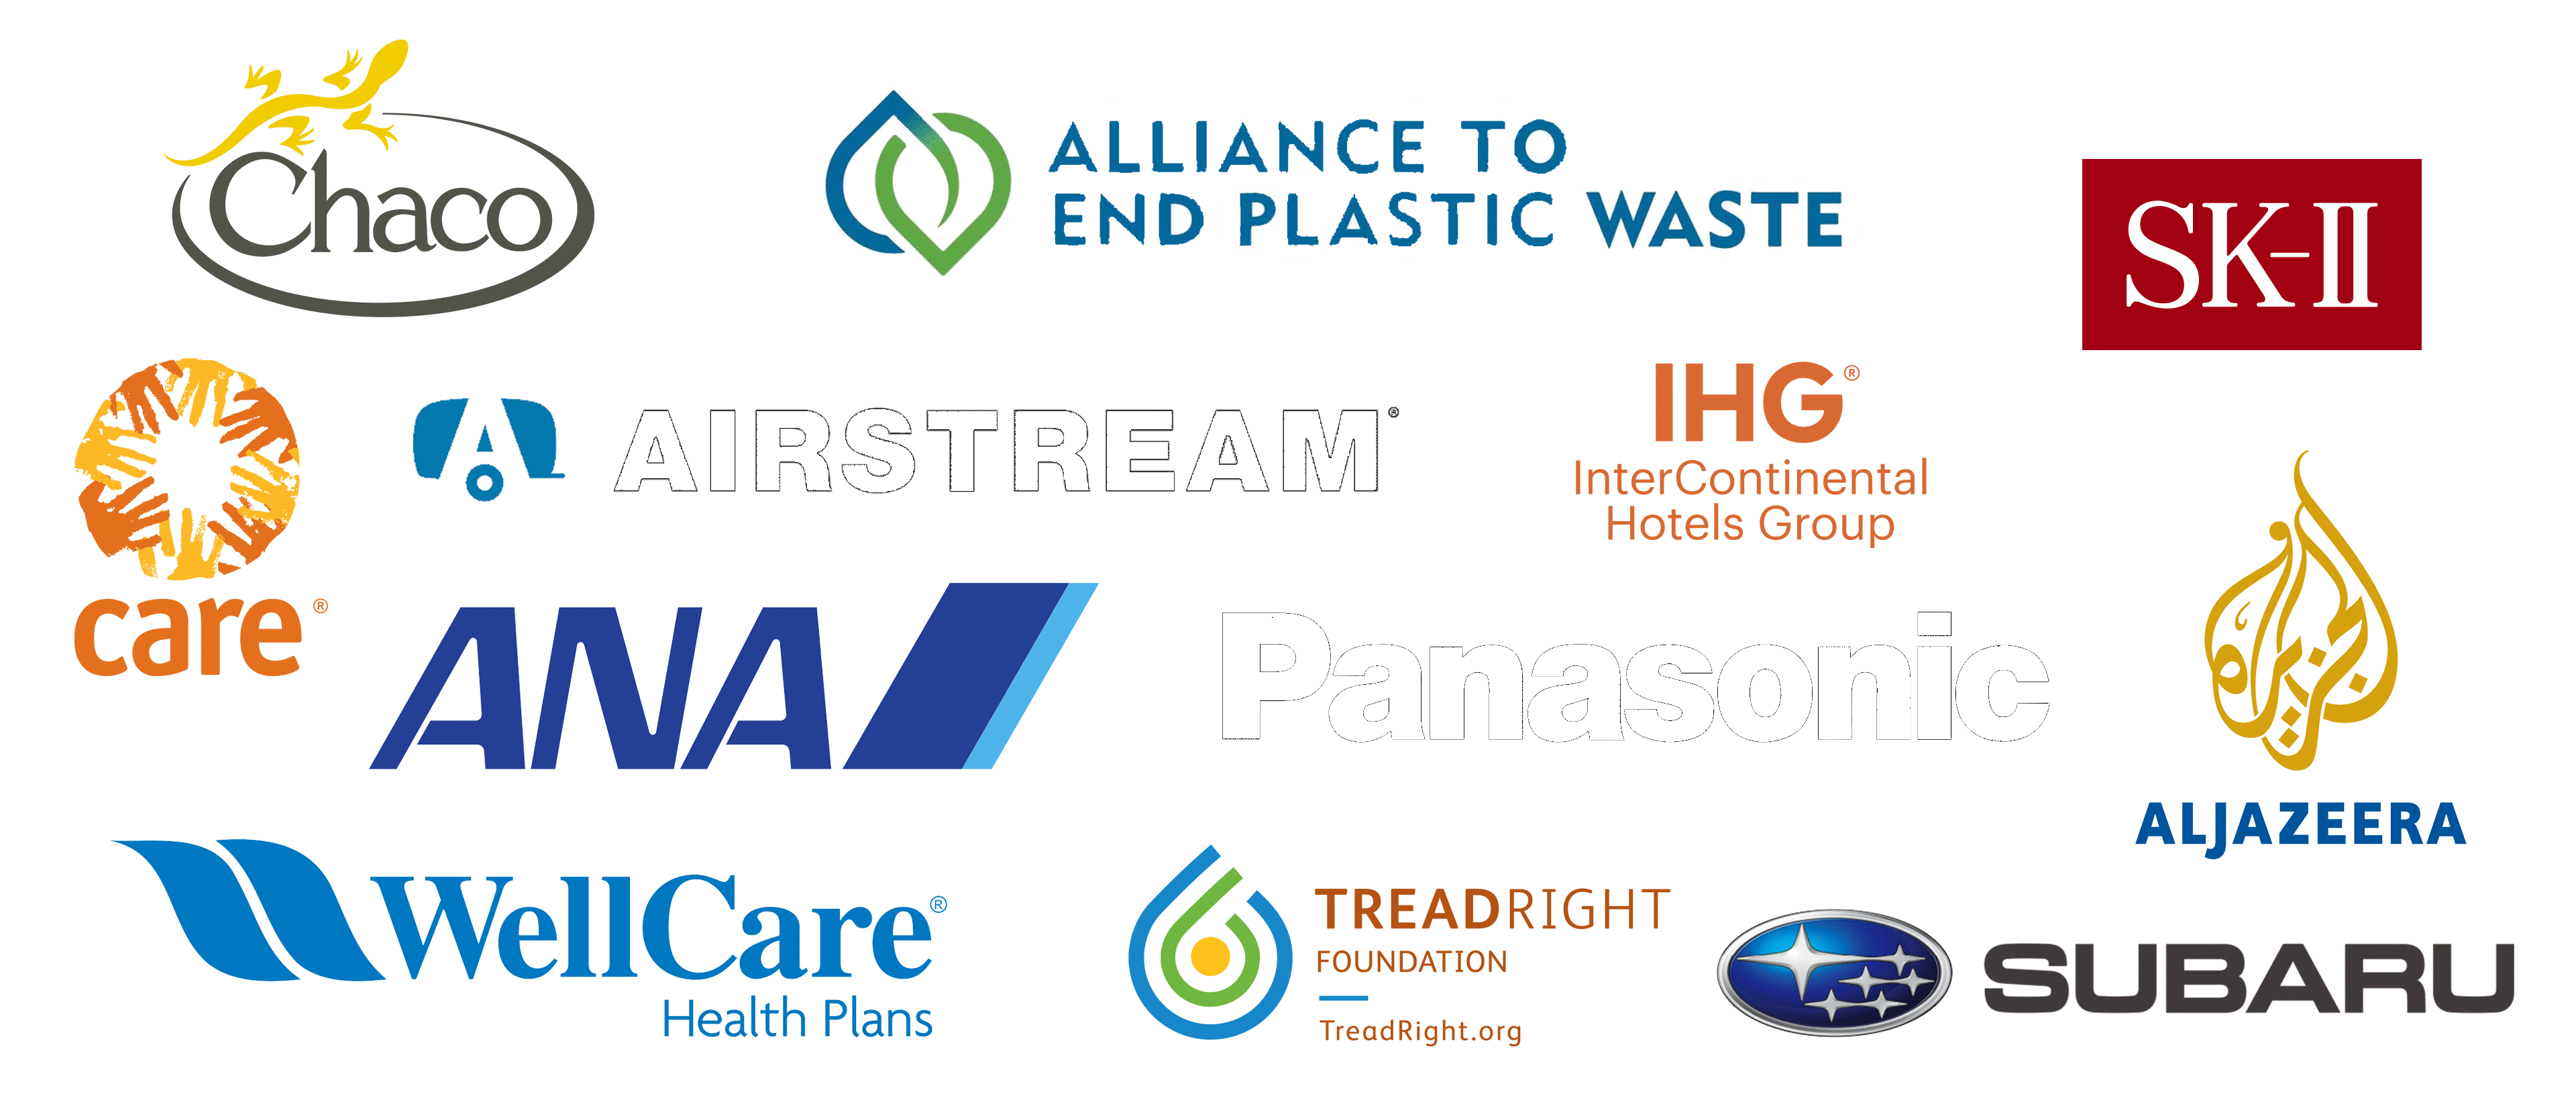 Chaco
ALLIANCE TO
END PLASTIC WASTE
SK-II
care®
AIRSTREAM®
IHG®
InterContinental
Hotels Group
ANA
Panasonic
الجزيرة
ALJAZEERA
WellCare®
Health Plans
TREADRIGHT
FOUNDATION
TreadRight.org
SUBARU